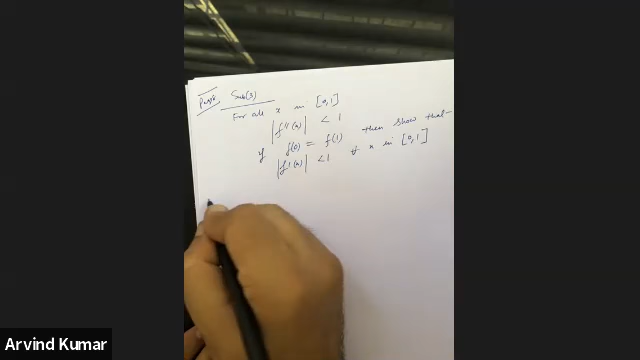 Sub(3)
For all x in [0,1]
|f''(x)| < 1
if f(0) = f(1) then show that
|f'(x)| < 1 ∀ x in [0,1]
Arvind Kumar